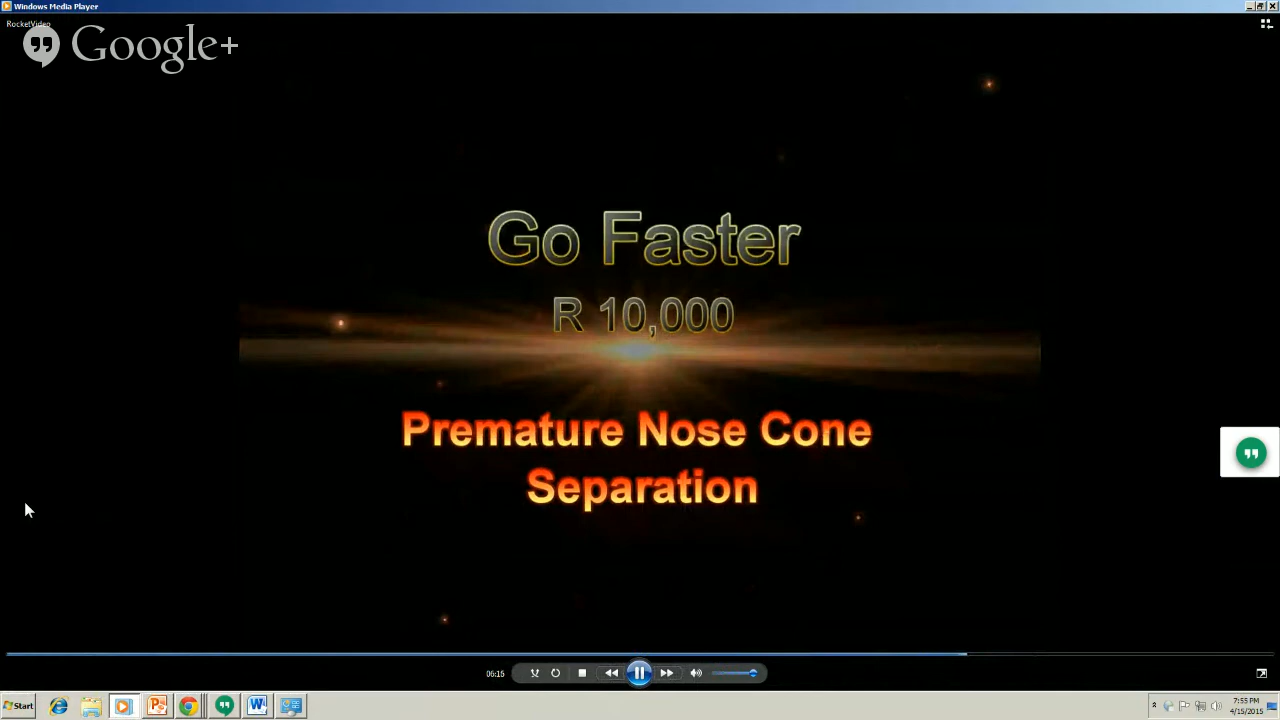 Windows Media Player
RocketVideo
Google+
Go Faster
R 10,000
Premature Nose Cone
Separation
06:15
Start
7:55 PM
4/15/2015